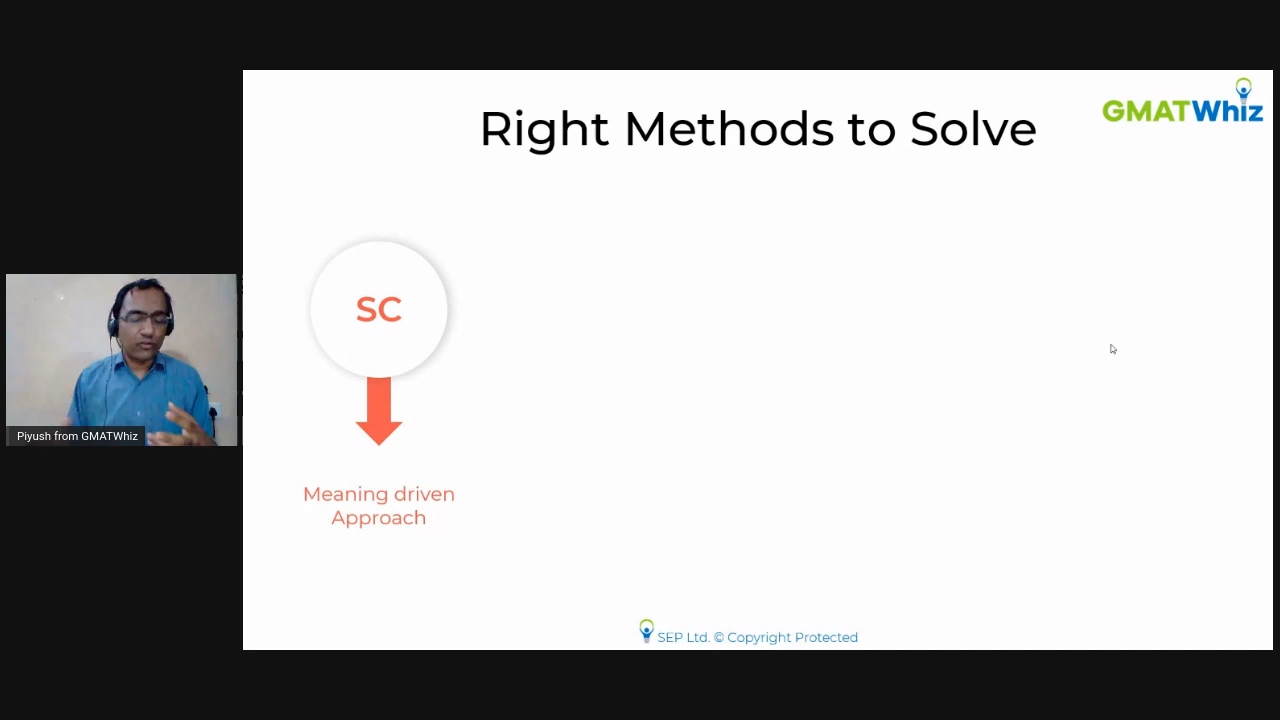 Right Methods to Solve
GMATWhiz
SC
Piyush from GMATWhiz
Meaning driven
Approach
SEP Ltd. © Copyright Protected